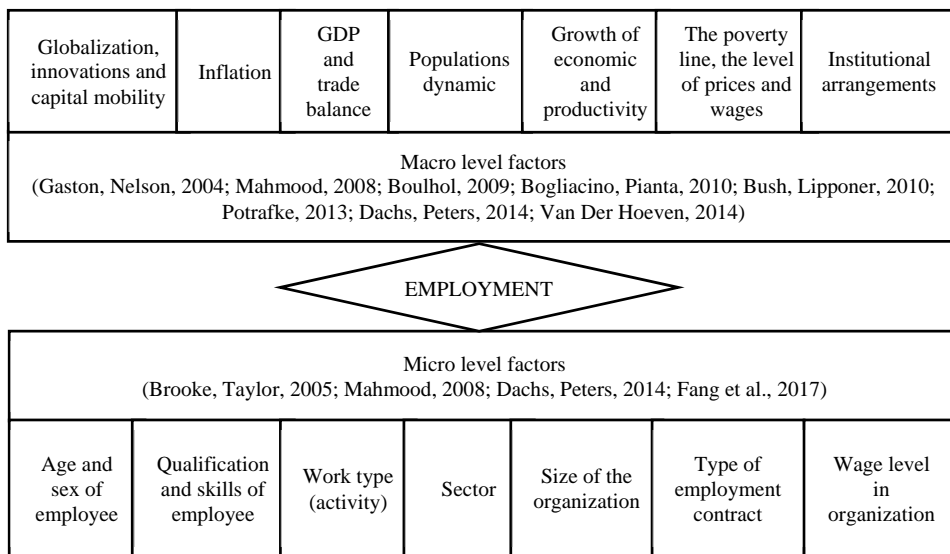 Globalization,
innovations and
capital mobility
Inflation
GDP
and
trade
balance
Populations
dynamic
Growth of
economic
and
productivity
The poverty
line, the level
of prices and
wages
Institutional
arrangements
Macro level factors
(Gaston, Nelson, 2004; Mahmood, 2008; Boulhol, 2009; Bogliacino, Pianta, 2010; Bush, Lipponer, 2010;
Potrafke, 2013; Dachs, Peters, 2014; Van Der Hoeven, 2014)
EMPLOYMENT
Micro level factors
(Brooke, Taylor, 2005; Mahmood, 2008; Dachs, Peters, 2014; Fang et al., 2017)
Age and
sex of
employee
Qualification
and skills of
employee
Work type
(activity)
Sector
Size of the
organization
Type of
employment
contract
Wage level
in
organization